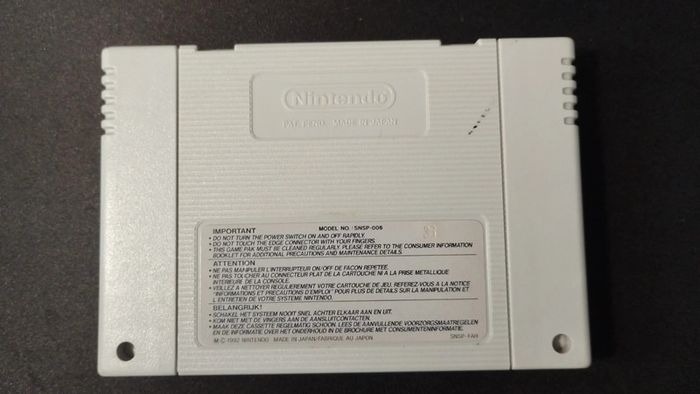 Nintendo
PAT. PEND. MADE IN JAPAN
IMPORTANT MODEL NO. SNSP-006
• DO NOT TURN THE POWER SWITCH ON AND OFF RAPIDLY.
• DO NOT TOUCH THE EDGE CONNECTOR WITH YOUR FINGERS.
• THIS GAME PAK MUST BE CLEANED REGULARLY. PLEASE REFER TO THE CONSUMER INFORMATION
BOOKLET FOR ADDITIONAL PRECAUTIONS AND MAINTENANCE DETAILS.
ATTENTION
• NE PAS MANIPULER L'INTERRUPTEUR ON/OFF DE FACON REPETEE.
• NE PAS TOUCHER AU CONNECTEUR PLAT DE LA CARTOUCHE NI A LA PRISE METALLIQUE
INTERIEURE DE LA CONSOLE.
• VEILLEZ A NETTOYER REGULIEREMENT VOTRE CARTOUCHE DE JEU. REFEREZ-VOUS A LA NOTICE
"INFORMATIONS ET PRECAUTIONS D'EMPLOI" POUR PLUS DE DETAILS SUR LA MANIPULATION ET
L'ENTRETIEN DE VOTRE SYSTEME NINTENDO.
BELANGRIJK!
• SCHAKEL HET SYSTEEM NOOIT SNEL ACHTER ELKAAR AAN EN UIT.
• KOM NIET MET DE VINGERS AAN DE AANSLUITCONTACTEN.
• MAAK DEZE CASSETTE REGELMATIG SCHOON. LEES DE AANVULLENDE VOORZORGSMAATREGELEN
EN DE INFORMATIE OVER HET ONDERHOUD IN DE BROCHURE MET CONSUMENTENINFORMATIE.
M/C 1992 NINTENDO MADE IN JAPAN/FABRIQUE AU JAPON SNSP-FAH